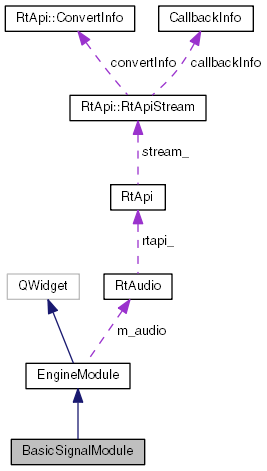 RtApi::ConvertInfo
CallbackInfo
convertInfo
callbackInfo
RtApi::RtApiStream
stream_
RtApi
rtapi_
QWidget
RtAudio
m_audio
EngineModule
BasicSignalModule